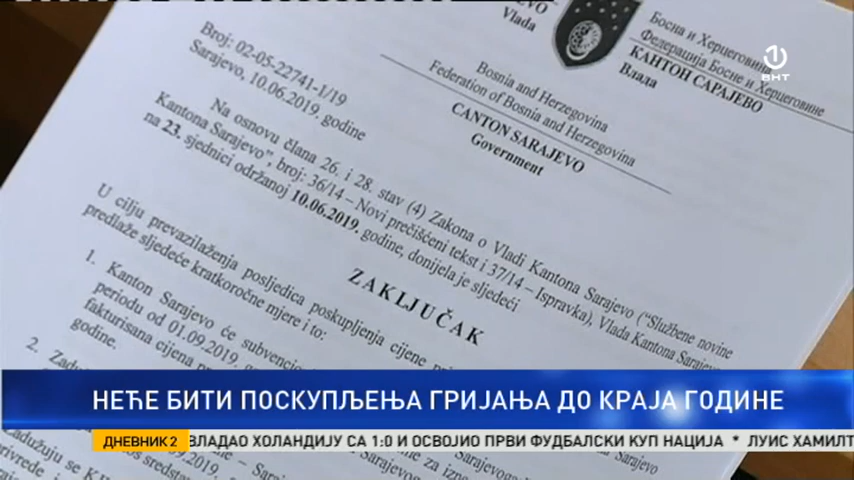 Влада
Босна и Херцеговина
Федерација Босне и Херцеговине
КАНТОН САРАЈЕВО
Влада
1
BHT
Bosnia and Herzegovina
Federation of Bosnia and Herzegovina
CANTON SARAJEVO
Government
Broj: 02-05-22741-1/19
Sarajevo, 10.06.2019. godine
Na osnovu člana 26. i 28. stav (4) Zakona o Vladi Kantona Sarajevo ("Službene novine
Kantona Sarajevo", broj: 36/14 – Novi prečišćeni tekst i 37/14 – Ispravka), Vlada Kantona Sarajevo
na 23. sjednici održanoj 10.06.2019. godine, donijela je sljedeći
ZAKLJUČAK
U cilju prevazilaženja posljedica poskupljenja cijene
predlaže sljedeće kratkoročne mjere i to:
1. Kanton Sarajevo će
periodu od 01.09.2019.
fakturisana cijena
godine.
2.
НЕЋЕ БИТИ ПОСКУПЉЕЊА ГРИЈАЊА ДО КРАЈА ГОДИНЕ
ДНЕВНИК 2 ВЛАДАО ХОЛАНДИЈУ СА 1:0 И ОСВОЈИО ПРВИ ФУДБАЛСКИ КУП НАЦИЈА * ЛУИС ХАМИЛТ